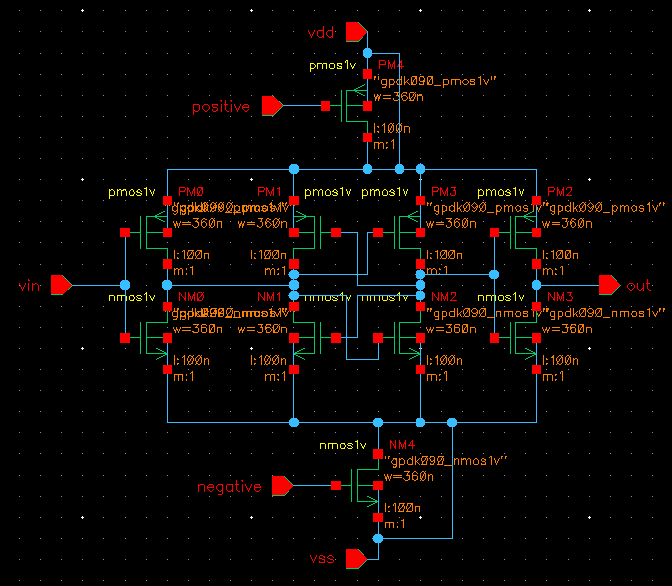 vdd
pmos1v PM4
"gpdk090_pmos1v"
w=360n
positive
l:100n
m:1
pmos1v PM0 PM1 pmos1v pmos1v PM3 pmos1v PM2
"gpdk090_pmos1v" "gpdk090_pmos1v" "gpdk090_pmos1v"
w=360n w=360n w=360n w=360n
l:100n l:100n l:100n l:100n
m:1 m:1 m:1 m:1
vin out
nmos1v NM0 NM1 nmos1v nmos1v NM2 nmos1v NM3
"gpdk090_nmos1v" "gpdk090_nmos1v" "gpdk090_nmos1v"
w=360n w=360n w=360n w=360n
l:100n l:100n l:100n l:100n
m:1 m:1 m:1 m:1
nmos1v NM4
"gpdk090_nmos1v"
w=360n
negative
l:100n
m:1
vss